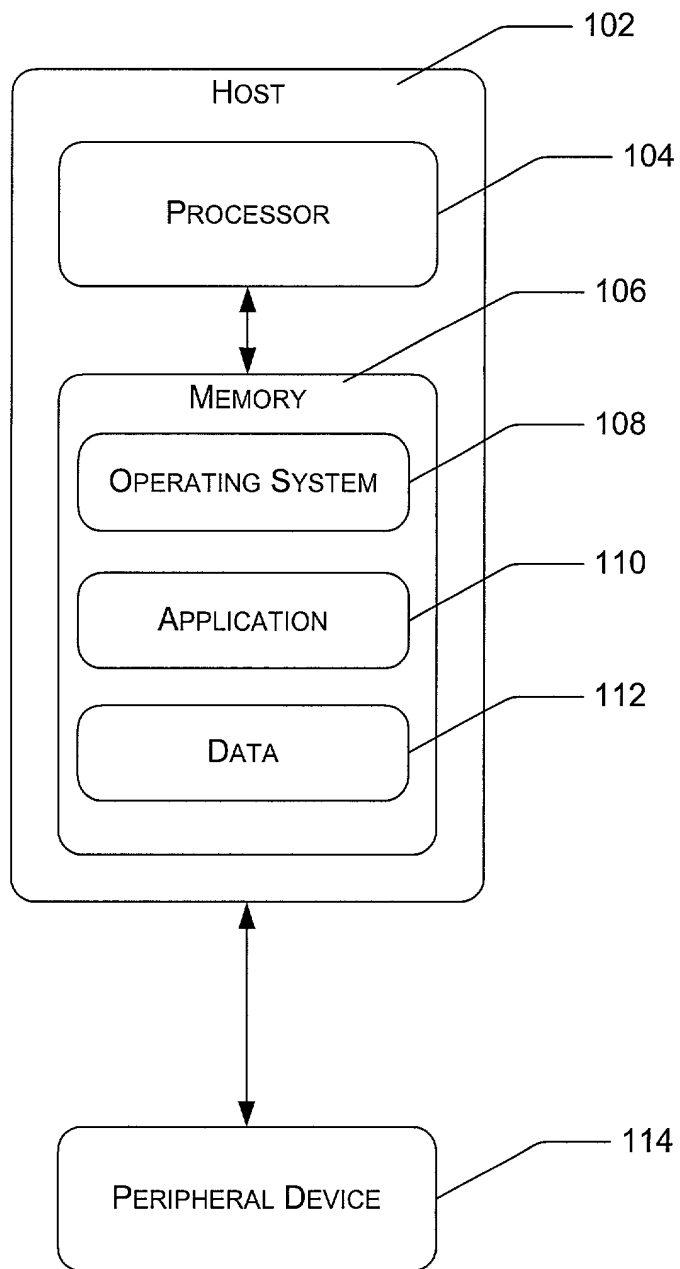 102
HOST
104
PROCESSOR
106
MEMORY
108
OPERATING SYSTEM
110
APPLICATION
112
DATA
114
PERIPHERAL DEVICE